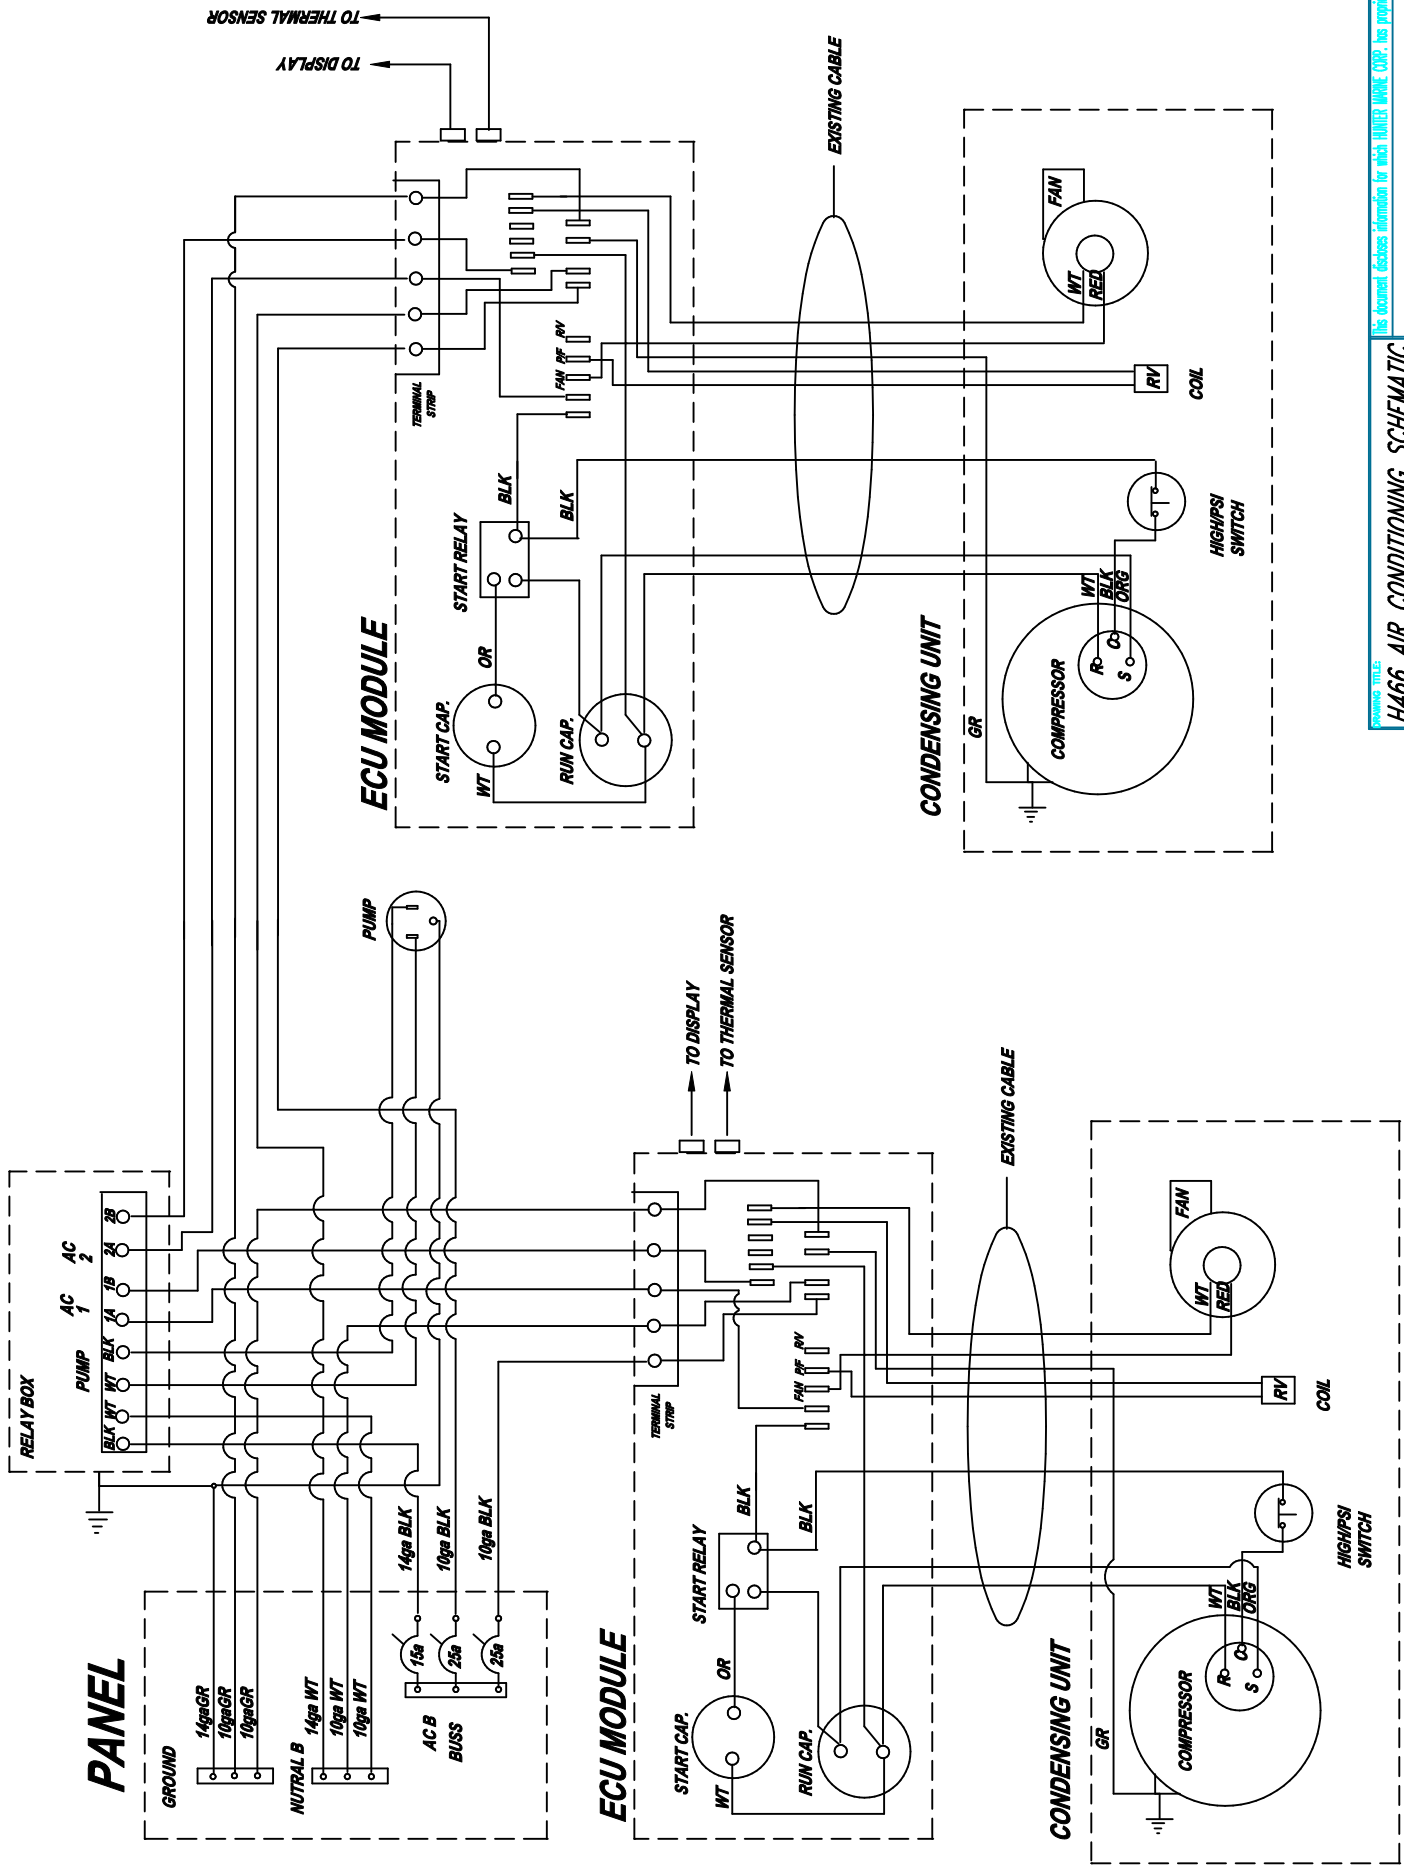 TO THERMAL SENSOR
TO DISPLAY
EXISTING CABLE
TERMINAL
STRIP
FAN
P/F
R/V
BLK
BLK
START RELAY
OR
START CAP.
WT
RUN CAP.
ECU MODULE
FAN
WT
RED
RV
COIL
HIGH/PSI
SWITCH
WT
BLK
ORG
R
C
S
COMPRESSOR
GR
CONDENSING UNIT
RELAY BOX
PUMP
AC
1
AC
2
BLK
WT
WT
BLK
1A
1B
2A
2B
PUMP
PANEL
GROUND
14gaGR
10gaGR
10gaGR
NUTRAL B
14ga WT
10ga WT
10ga WT
AC B
BUSS
15a
25a
25a
14ga BLK
10ga BLK
10ga BLK
TO DISPLAY
TO THERMAL SENSOR
EXISTING CABLE
TERMINAL
STRIP
FAN
P/F
R/V
BLK
BLK
START RELAY
OR
START CAP.
WT
RUN CAP.
ECU MODULE
FAN
WT
RED
RV
COIL
HIGH/PSI
SWITCH
WT
BLK
ORG
R
C
S
COMPRESSOR
GR
CONDENSING UNIT
This document discloses information for which HUNTER MARINE CORP. has
DRAWING TITLE:
H466 AIR CONDITIONING SCHEMATIC